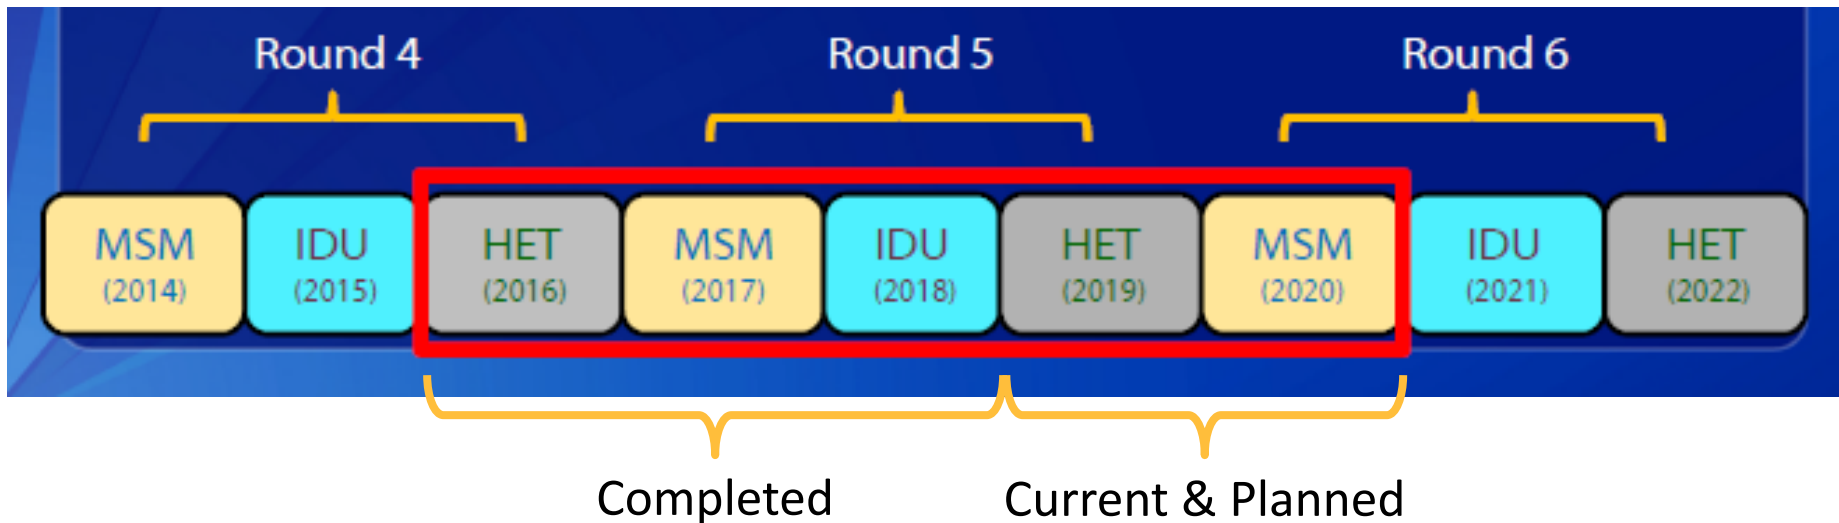 Round 4
Round 5
Round 6
MSM
(2014)
IDU
(2015)
HET
(2016)
MSM
(2017)
IDU
(2018)
HET
(2019)
MSM
(2020)
IDU
(2021)
HET
(2022)
Completed
Current & Planned